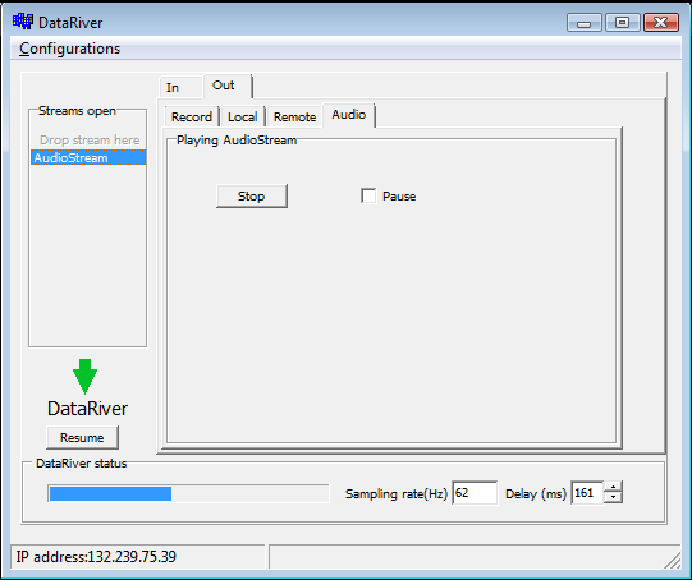 DataRiver
Configurations
In
Out
Streams open
Drop stream here
AudioStream
Record
Local
Remote
Audio
Playing AudioStream
Stop
Pause
DataRiver
Resume
DataRiver status
Sampling rate(Hz) 62
Delay (ms) 161
IP address:132.239.75.39